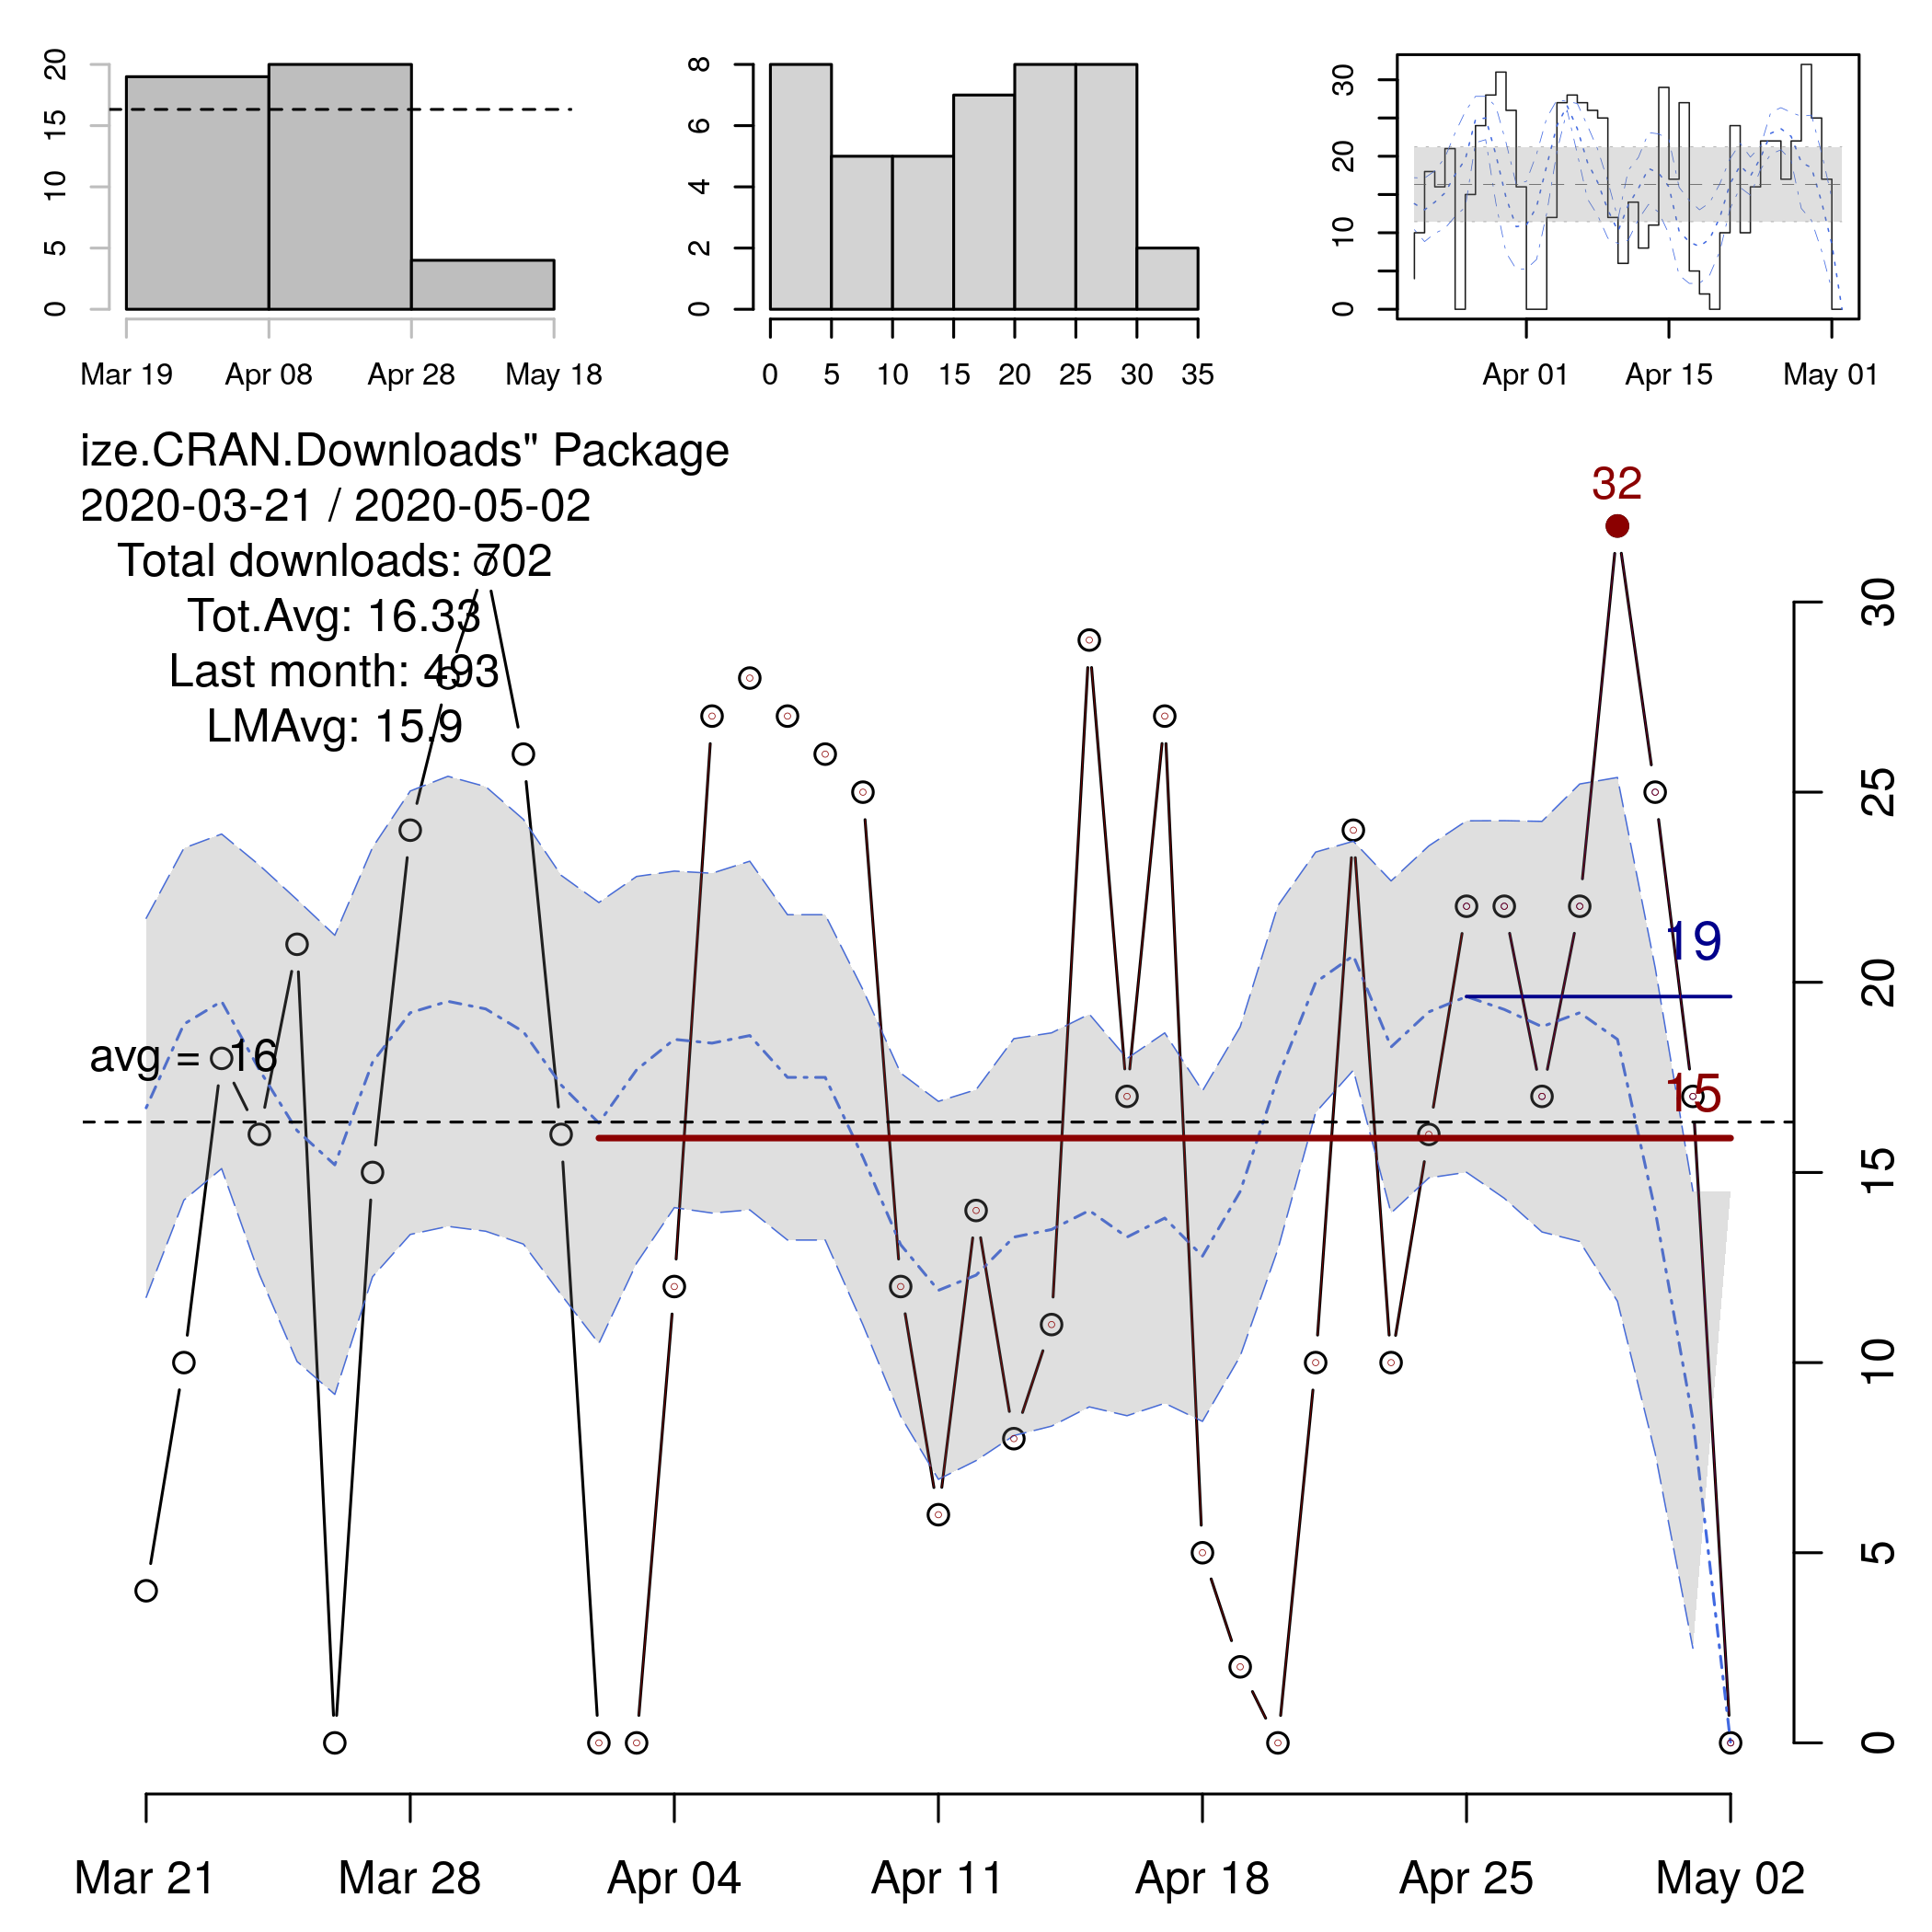 0 5 10 15 20
Mar 19 Apr 08 Apr 28 May 18
0 2 4 6 8
0 5 10 15 20 25 30 35
0 10 20 30
Apr 01 Apr 15 May 01
ize.CRAN.Downloads" Package
2020-03-21 / 2020-05-02
Total downloads: 702
Tot.Avg: 16.33
Last month: 493
LMAvg: 15.9
32
19
avg = 16
15
0 5 10 15 20 25 30
Mar 21 Mar 28 Apr 04 Apr 11 Apr 18 Apr 25 May 02